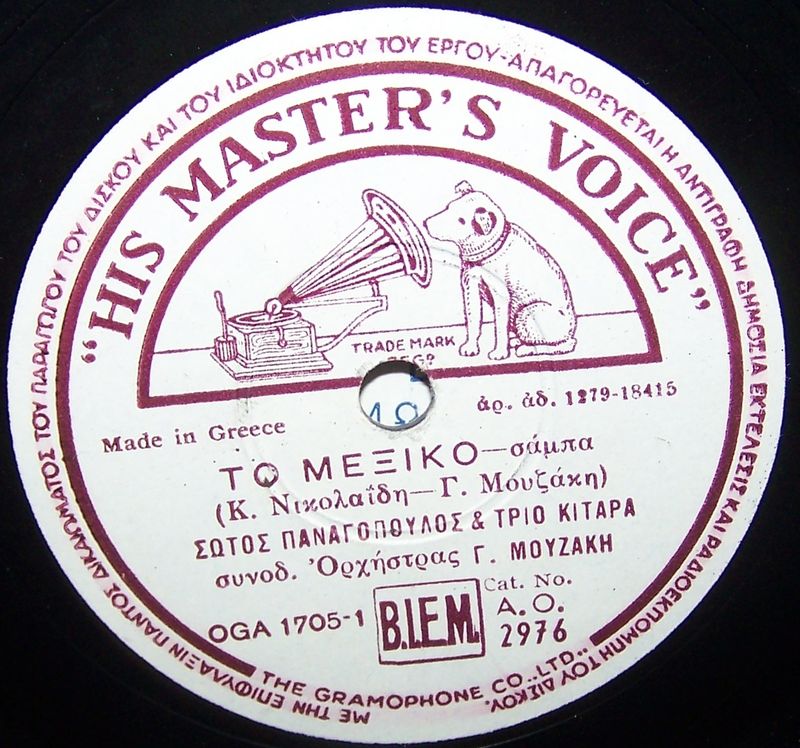 ΜΕ ΤΗΝ ΕΠΙΦΥΛΑΞΙΝ ΠΑΝΤΟΣ ΔΙΚΑΙΩΜΑΤΟΣ ΤΟΥ ΠΑΡΑΓΩΓΟΥ ΤΟΥ ΔΙΣΚΟΥ ΚΑΙ ΤΟΥ ΙΔΙΟΚΤΗΤΟΥ ΤΟΥ ΕΡΓΟΥ-ΑΠΑΓΟΡΕΥΕΤΑΙ Η ΑΝΤΙΓΡΑΦΗ ΔΗΜΟΣΙΑ ΕΚΤΕΛΕΣΙΣ ΚΑΙ ΡΑΔΙΟΕΚΠΟΜΠΗ ΤΟΥ ΔΙΣΚΟΥ.
"HIS MASTER'S VOICE"
TRADE MARK
REGD
ἀρ. ἀδ. 1279-18415
Made in Greece
ΤΟ ΜΕΞΙΚΟ—σάμπα
(Κ. Νικολαΐδη—Γ. Μουζάκη)
ΣΩΤΟΣ ΠΑΝΑΓΟΠΟΥΛΟΣ & ΤΡΙΟ ΚΙΤΑΡΑ
συνοδ. Ὀρχήστρας Γ. ΜΟΥΖΑΚΗ
OGA 1705-1
B.I.E.M.
Cat. No.
A. O.
2976
THE GRAMOPHONE CO., LTD.,